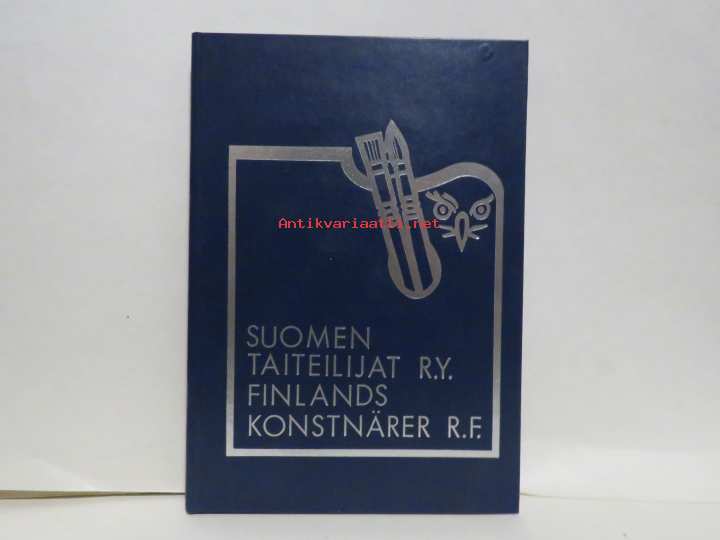 Antikvariaatti.net
SUOMEN
TAITEILIJAT R.Y.
FINLANDS
KONSTNÄRER R.F.